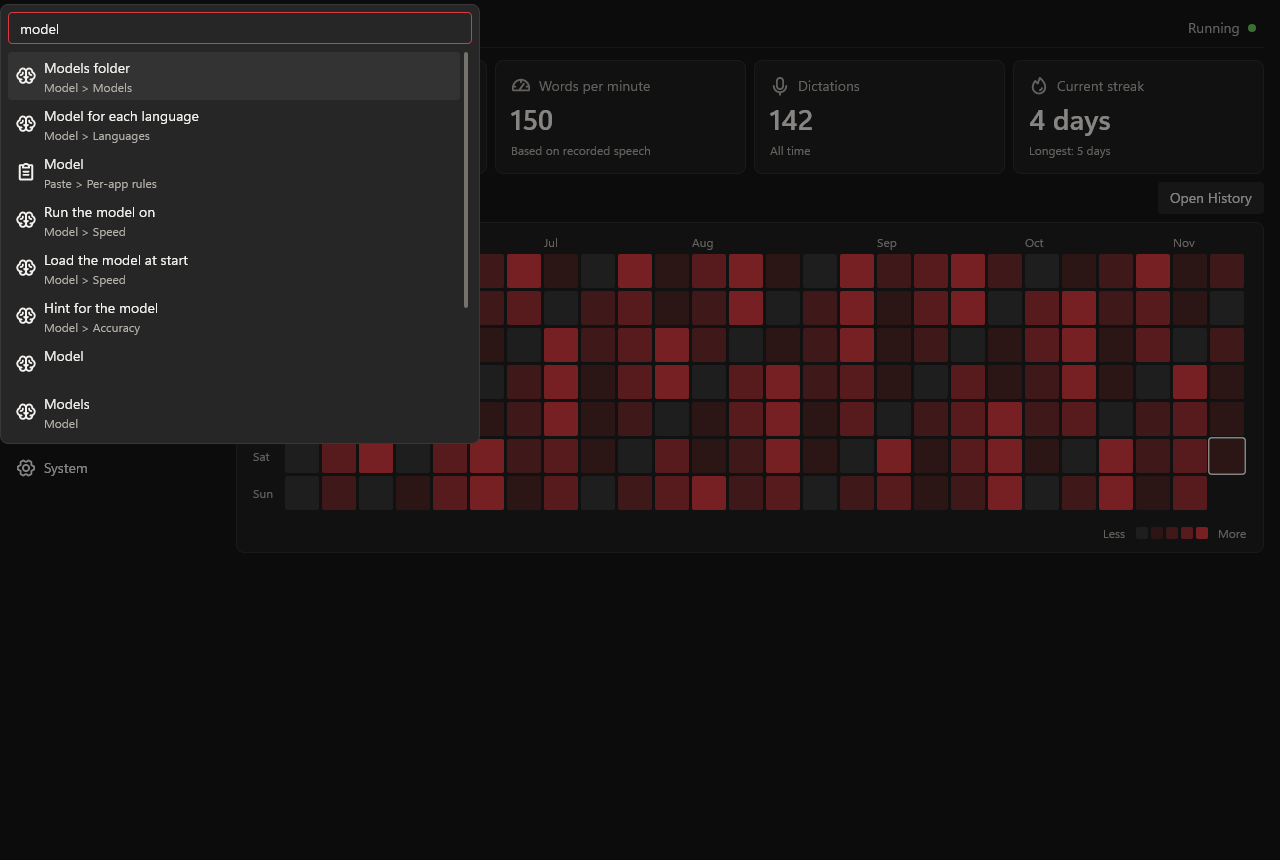 model
Models folder
Model > Models
Model for each language
Model > Languages
Model
Paste > Per-app rules
Run the model on
Model > Speed
Load the model at start
Model > Speed
Hint for the model
Model > Accuracy
Model
Models
Model
System
Running
Words per minute
150
Based on recorded speech
Dictations
142
All time
Current streak
4 days
Longest: 5 days
Open History
Jul Aug Sep Oct Nov
Sat
Sun
Less More